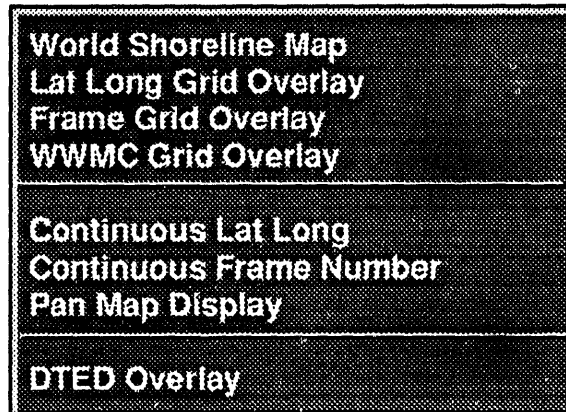 World Shoreline Map
Lat Long Grid Overlay
Frame Grid Overlay
WWMC Grid Overlay
Continuous Lat Long
Continuous Frame Number
Pan Map Display
DTED Overlay